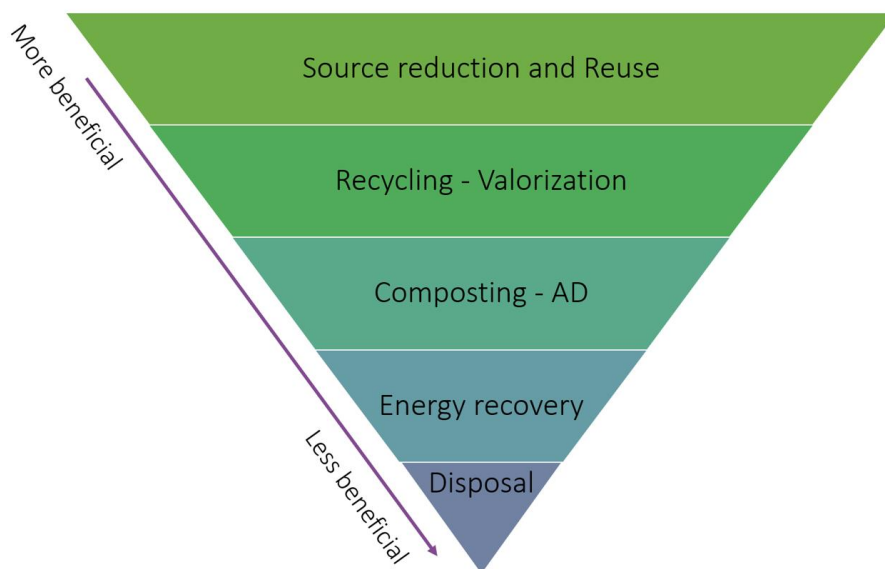 More beneficial
Source reduction and Reuse
Recycling - Valorization
Composting - AD
Energy recovery
Less beneficial
Disposal